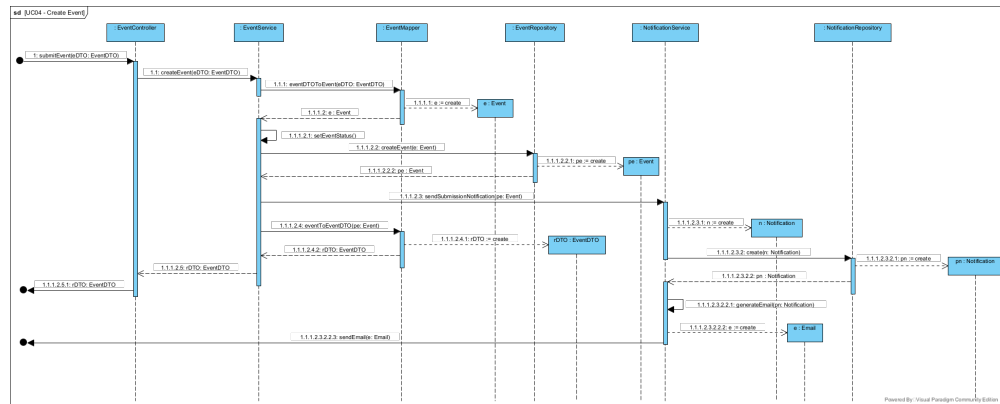 sd [UC04 - Create Event]
: EventController
: EventService
: EventMapper
: EventRepository
: NotificationService
: NotificationRepository
1: submitEvent(eDTO: EventDTO)
1.1: createEvent(eDTO: EventDTO)
1.1.1: eventDTOToEvent(eDTO: EventDTO)
1.1.1.1: e := create
e : Event
1.1.1.2: e : Event
1.1.1.2.1: setEventStatus()
1.1.1.2.2: createEvent(e: Event)
1.1.1.2.2.1: pe := create
pe : Event
1.1.1.2.2.2: pe : Event
1.1.1.2.3: sendSubmissionNotification(pe: Event)
1.1.1.2.3.1: n := create
n : Notification
1.1.1.2.4: eventToEventDTO(pe: Event)
1.1.1.2.4.1: rDTO := create
rDTO : EventDTO
1.1.1.2.4.2: rDTO: EventDTO
1.1.1.2.3.2: create(n: Notification)
1.1.1.2.3.2.1: pn := create
pn : Notification
1.1.1.2.5: rDTO: EventDTO
1.1.1.2.3.2.2: pn : Notification
1.1.1.2.5.1: rDTO: EventDTO
1.1.1.2.3.2.2.1: generateEmail(pn: Notification)
1.1.1.2.3.2.2.2: e := create
e : Email
1.1.1.2.3.2.2.3: sendEmail(e: Email)
Powered By: Visual Paradigm Community Edition